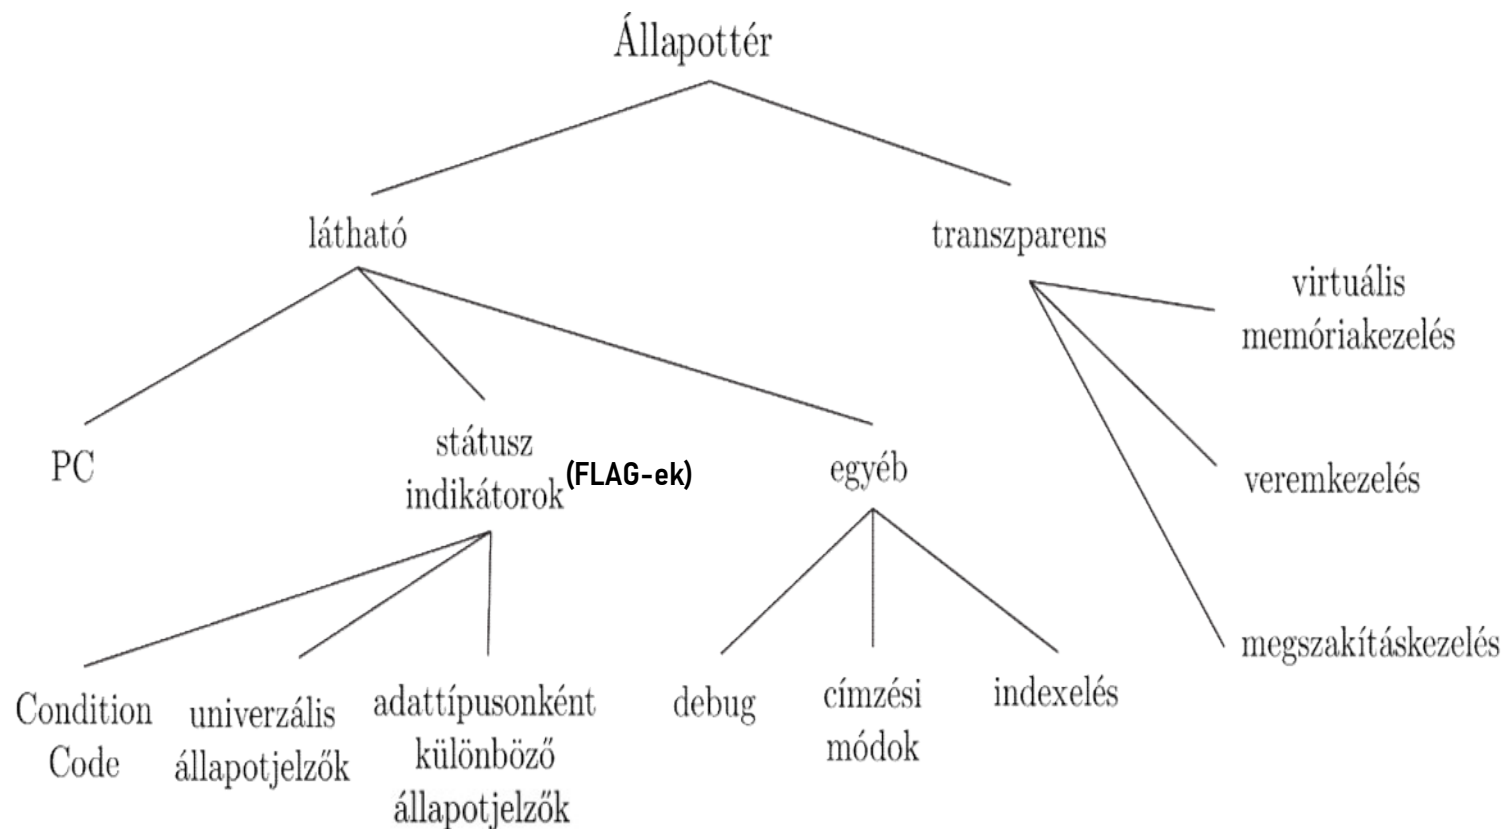 Állapottér
látható
transzparens
virtuális
memóriakezelés
PC
státusz
indikátorok (FLAG-ek)
egyéb
veremkezelés
megszakításkezelés
Condition
Code
univerzális
állapotjelzők
adattípusonként
különböző
állapotjelzők
debug
címzési
módok
indexelés